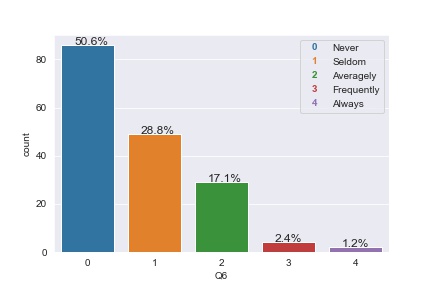 50.6%
28.8%
17.1%
2.4%
1.2%
0 Never
1 Seldom
2 Averagely
3 Frequently
4 Always
80
60
40
20
0
count
0 1 2 3 4
Q6